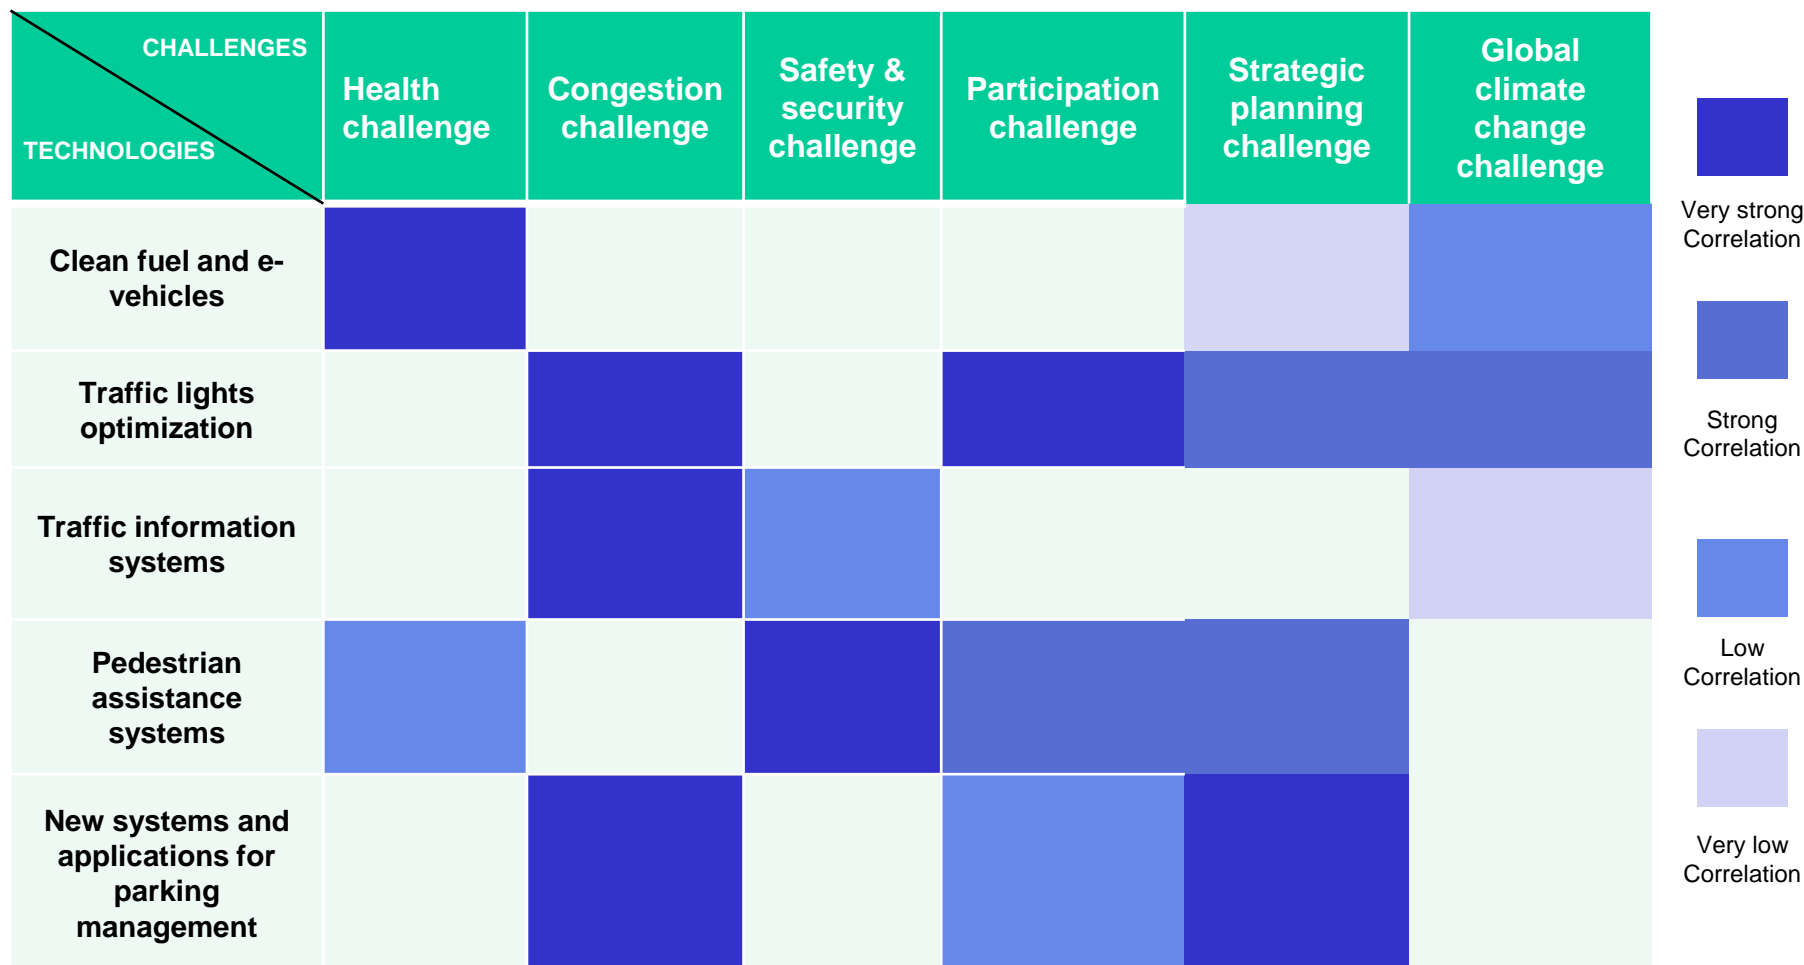 CHALLENGES
TECHNOLOGIES
Health
challenge
Congestion
challenge
Safety &
security
challenge
Participation
challenge
Strategic
planning
challenge
Global
climate
change
challenge
Very strong
Correlation
Clean fuel and e-
vehicles
Strong
Correlation
Traffic lights
optimization
Traffic information
systems
Low
Correlation
Pedestrian
assistance
systems
Very low
Correlation
New systems and
applications for
parking
management